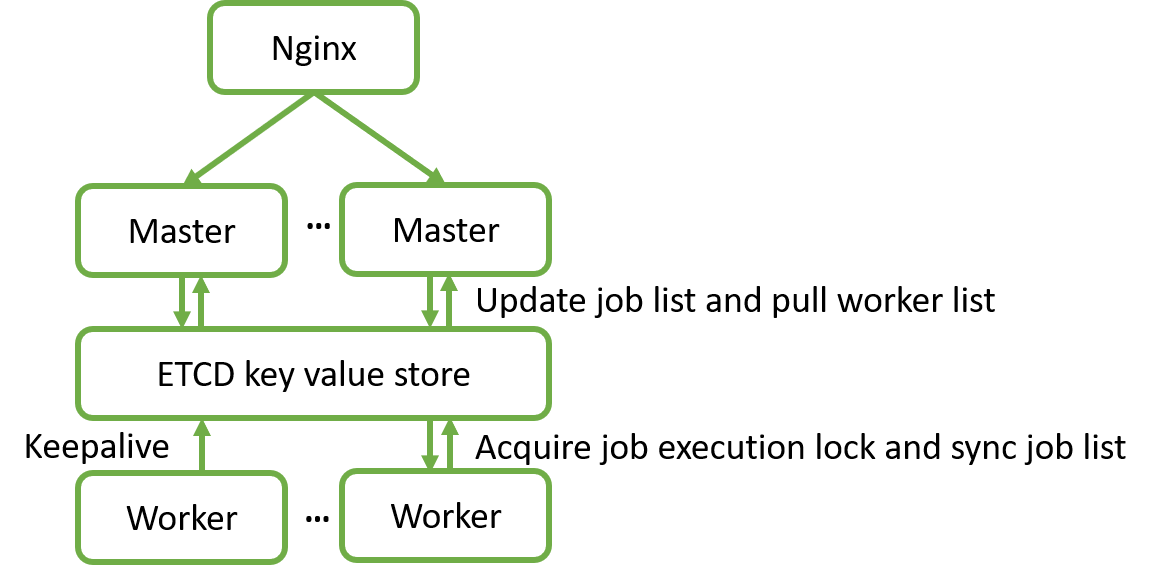 Nginx
Master
...
Master
Update job list and pull worker list
ETCD key value store
Keepalive
Acquire job execution lock and sync job list
Worker
...
Worker